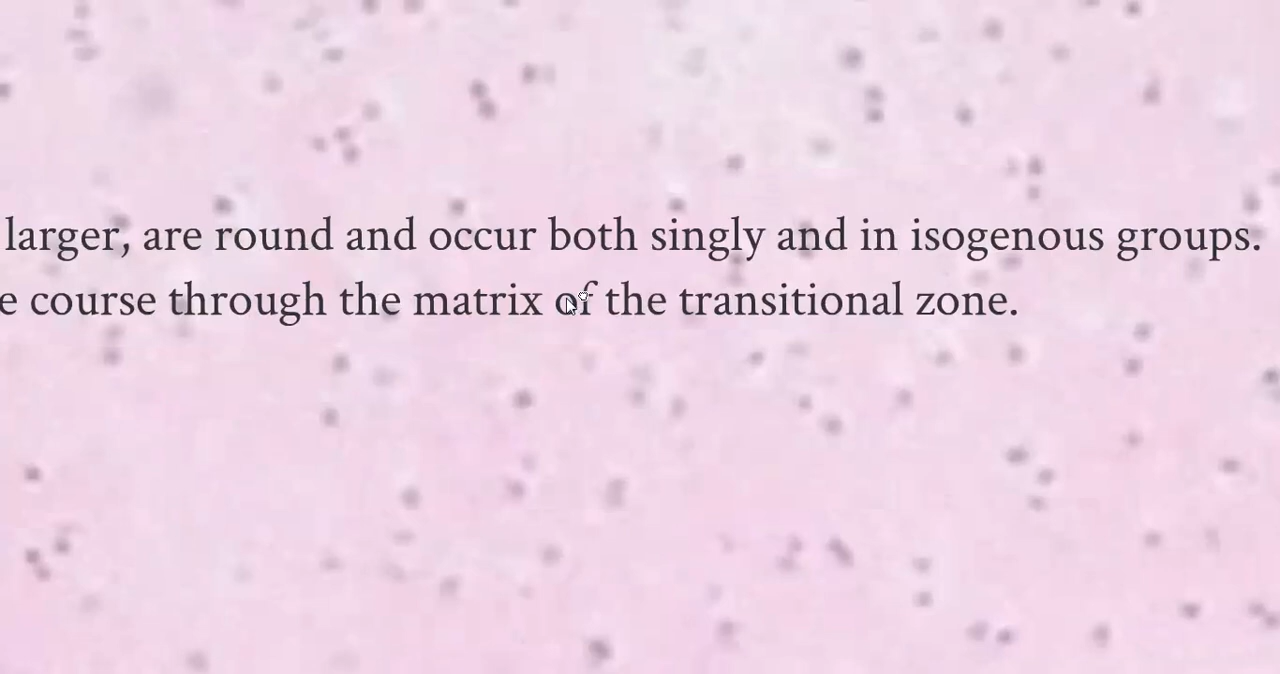 larger, are round and occur both singly and in isogenous groups.
course through the matrix of the transitional zone.